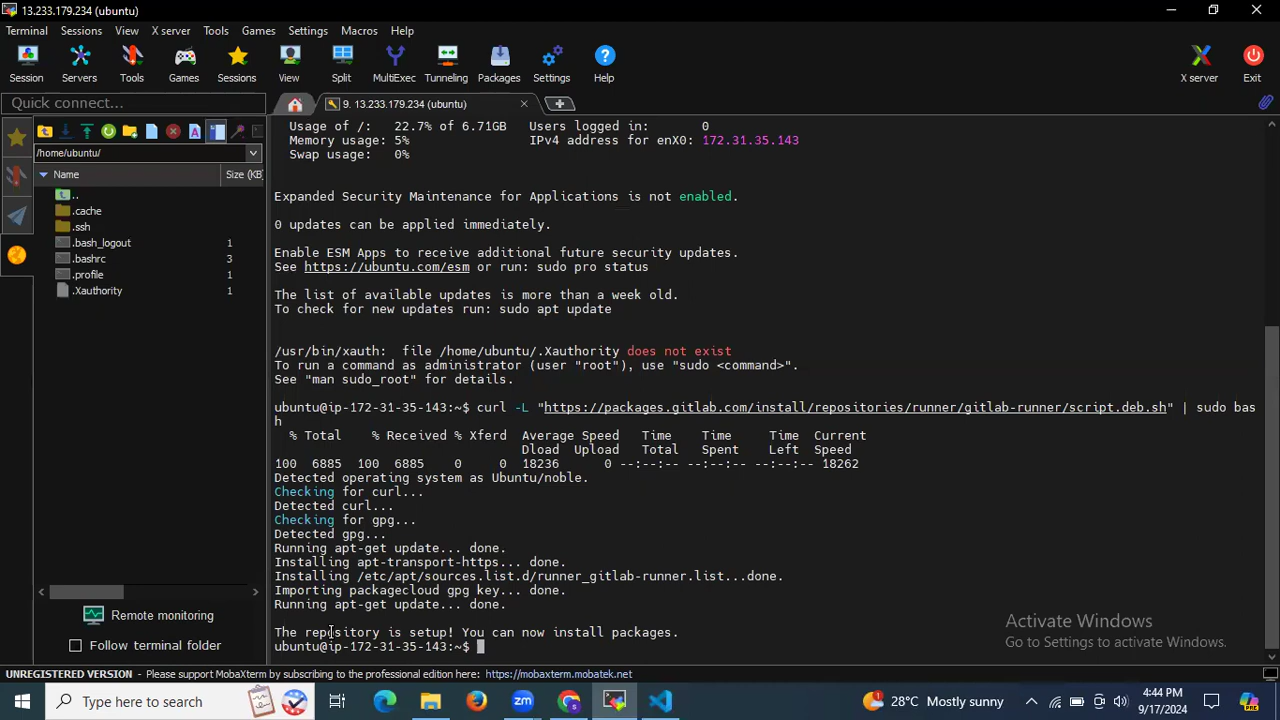 13.233.179.234 (ubuntu)
Terminal Sessions View X server Tools Games Settings Macros Help
Session Servers Tools Games Sessions View Split MultiExec Tunneling Packages Settings Help X server Exit
Quick connect...
9. 13.233.179.234 (ubuntu)
/home/ubuntu/
Name Size (KB
..
.cache
.ssh
.bash_logout 1
.bashrc 3
.profile 1
.Xauthority 1
Remote monitoring
Follow terminal folder
Usage of /: 22.7% of 6.71GB Users logged in: 0
Memory usage: 5% IPv4 address for enX0: 172.31.35.143
Swap usage: 0%
Expanded Security Maintenance for Applications is not enabled.
0 updates can be applied immediately.
Enable ESM Apps to receive additional future security updates.
See https://ubuntu.com/esm or run: sudo pro status
The list of available updates is more than a week old.
To check for new updates run: sudo apt update
/usr/bin/xauth: file /home/ubuntu/.Xauthority does not exist
To run a command as administrator (user "root"), use "sudo <command>".
See "man sudo_root" for details.
ubuntu@ip-172-31-35-143:~$ curl -L "https://packages.gitlab.com/install/repositories/runner/gitlab-runner/script.deb.sh" | sudo bas
h
% Total % Received % Xferd Average Speed Time Time Time Current
Dload Upload Total Spent Left Speed
100 6885 100 6885 0 0 18236 0 --:--:-- --:--:-- --:--:-- 18262
Detected operating system as Ubuntu/noble.
Checking for curl...
Detected curl...
Checking for gpg...
Detected gpg...
Running apt-get update... done.
Installing apt-transport-https... done.
Installing /etc/apt/sources.list.d/runner_gitlab-runner.list...done.
Importing packagecloud gpg key... done.
Running apt-get update... done.
The repository is setup! You can now install packages.
ubuntu@ip-172-31-35-143:~$
Activate Windows
Go to Settings to activate Windows.
UNREGISTERED VERSION - Please support MobaXterm by subscribing to the professional edition here: https://mobaxterm.mobatek.net
Type here to search
zm
28°C Mostly sunny
4:44 PM
9/17/2024
PRE